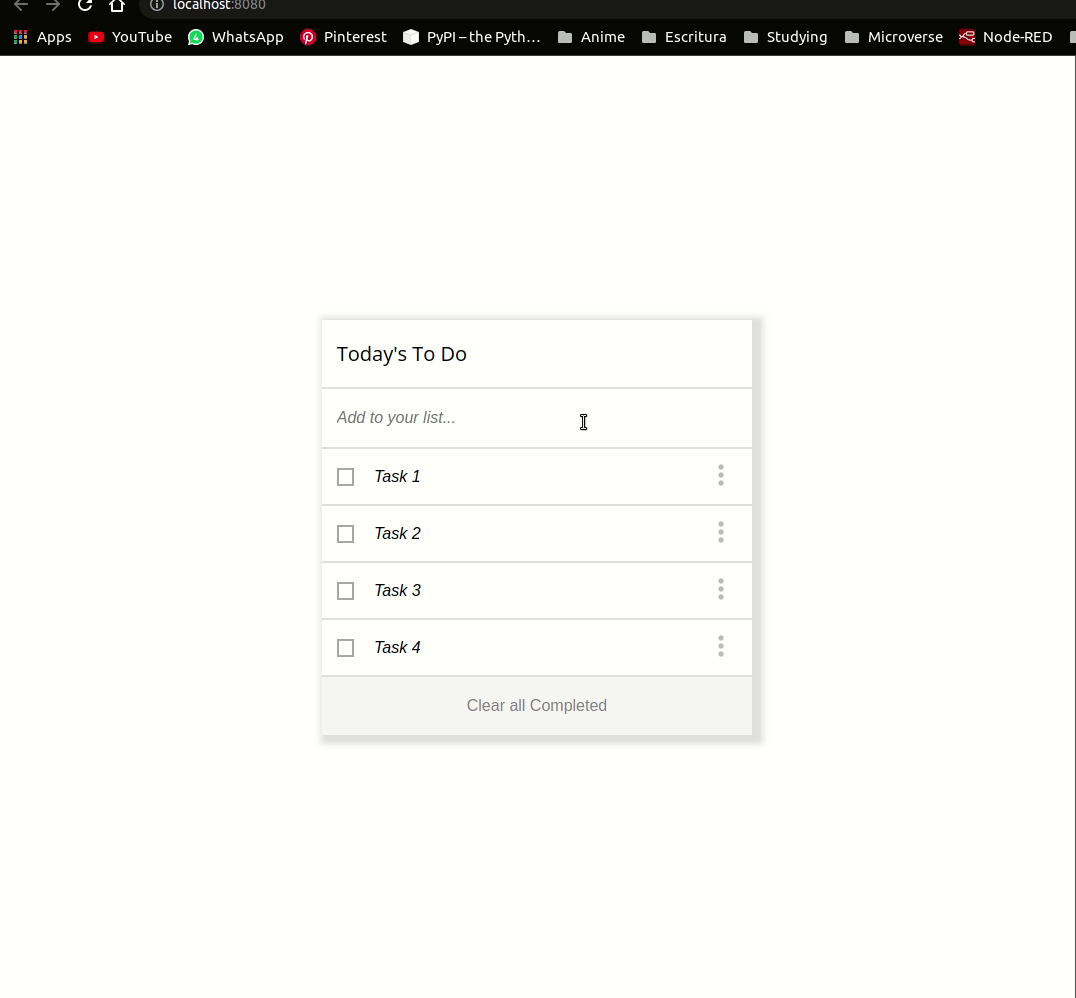 localhost:8080
Apps YouTube WhatsApp Pinterest PyPI – the Pyth... Anime Escritura Studying Microverse Node-RED
Today's To Do
Add to your list...
Task 1
Task 2
Task 3
Task 4
Clear all Completed